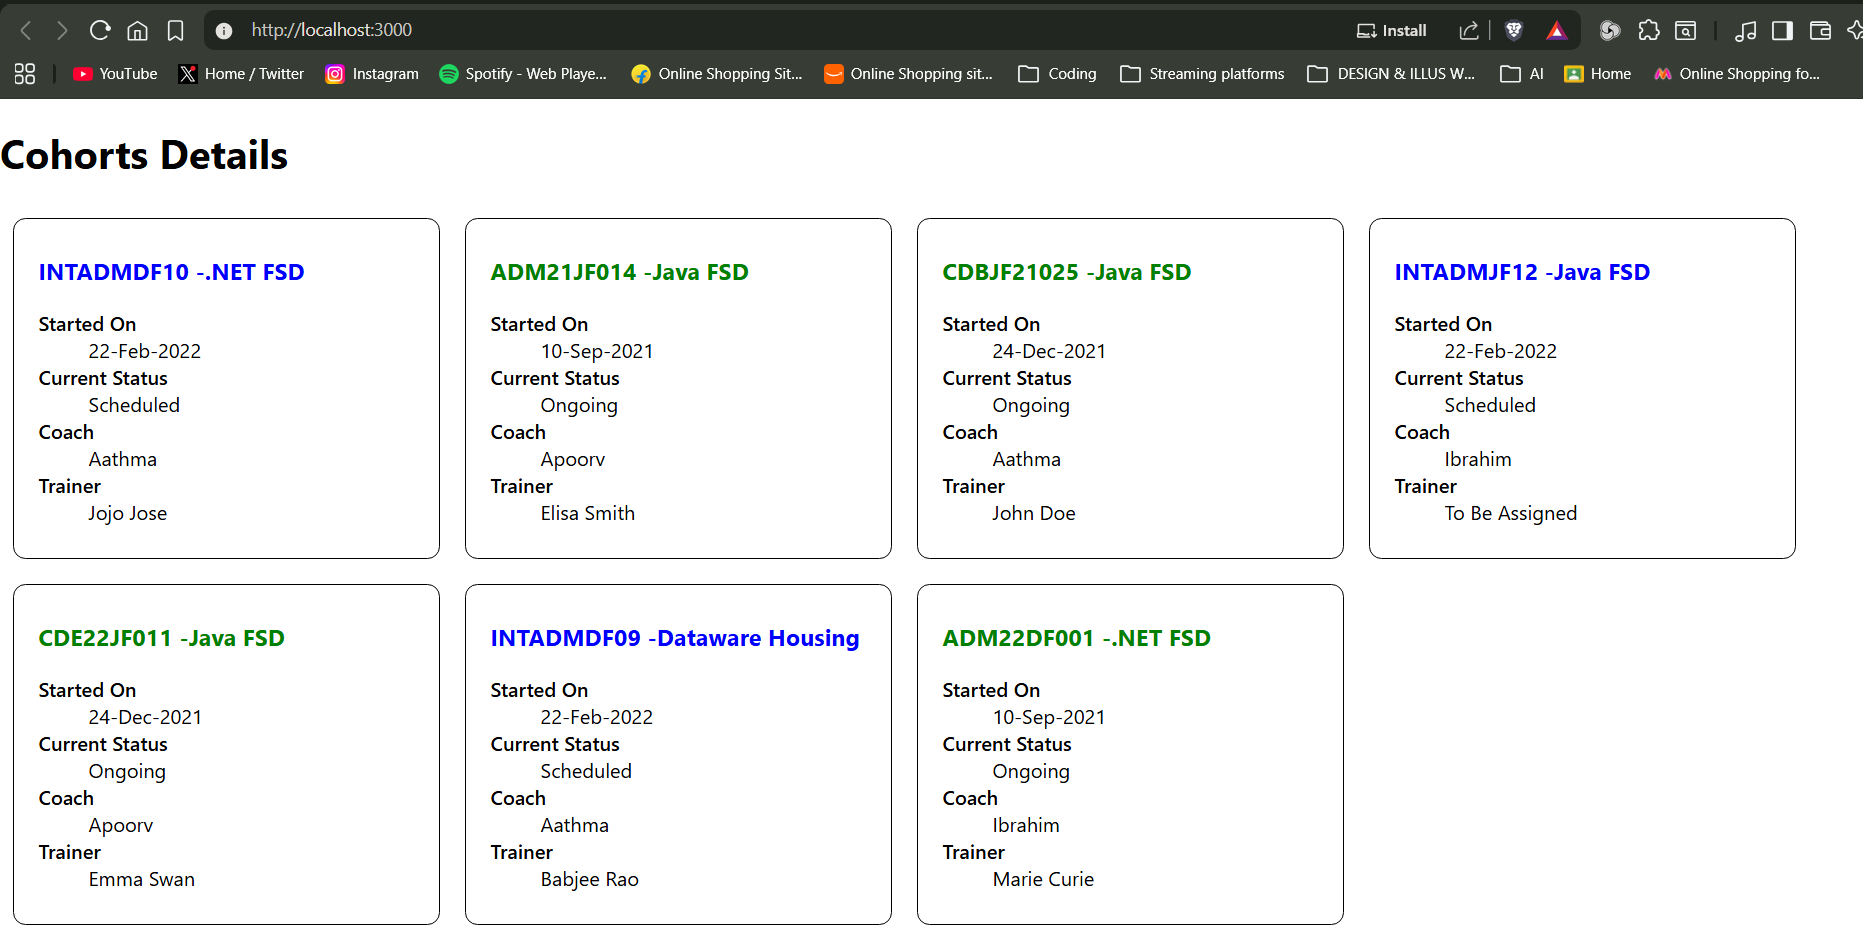 http://localhost:3000
Install
YouTube
Home / Twitter
Instagram
Spotify - Web Playe...
Online Shopping Sit...
Online Shopping sit...
Coding
Streaming platforms
DESIGN & ILLUS W...
AI
Home
Online Shopping fo...
Cohorts Details
INTADMDF10 -.NET FSD
Started On
22-Feb-2022
Current Status
Scheduled
Coach
Aathma
Trainer
Jojo Jose
ADM21JF014 -Java FSD
Started On
10-Sep-2021
Current Status
Ongoing
Coach
Apoorv
Trainer
Elisa Smith
CDBJF21025 -Java FSD
Started On
24-Dec-2021
Current Status
Ongoing
Coach
Aathma
Trainer
John Doe
INTADMJF12 -Java FSD
Started On
22-Feb-2022
Current Status
Scheduled
Coach
Ibrahim
Trainer
To Be Assigned
CDE22JF011 -Java FSD
Started On
24-Dec-2021
Current Status
Ongoing
Coach
Apoorv
Trainer
Emma Swan
INTADMDF09 -Dataware Housing
Started On
22-Feb-2022
Current Status
Scheduled
Coach
Aathma
Trainer
Babjee Rao
ADM22DF001 -.NET FSD
Started On
10-Sep-2021
Current Status
Ongoing
Coach
Ibrahim
Trainer
Marie Curie